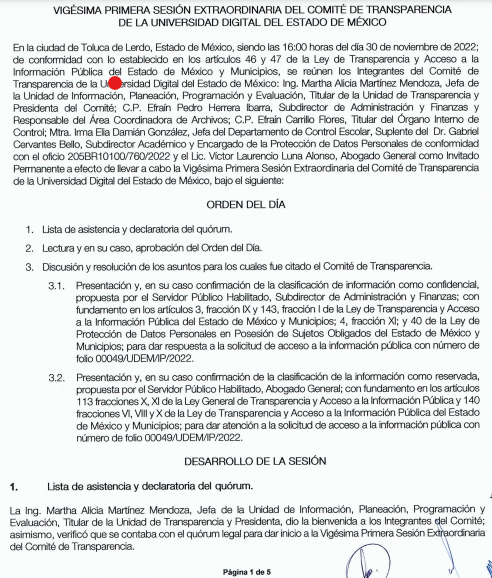 VIGÉSIMA PRIMERA SESIÓN EXTRAORDINARIA DEL COMITÉ DE TRANSPARENCIA
DE LA UNIVERSIDAD DIGITAL DEL ESTADO DE MÉXICO
En la ciudad de Toluca de Lerdo, Estado de México, siendo las 16:00 horas del día 30 de noviembre de 2022;
de conformidad con lo establecido en los artículos 46 y 47 de la Ley de Transparencia y Acceso a la
Información Pública del Estado de México y Municipios, se reúnen los Integrantes del Comité de
Transparencia de la Universidad Digital del Estado de México: Ing. Martha Alicia Martínez Mendoza, Jefa de
la Unidad de Información, Planeación, Programación y Evaluación, Titular de la Unidad de Transparencia y
Presidenta del Comité; C.P. Efraín Pedro Herrera Ibarra, Subdirector de Administración y Finanzas y
Responsable del Área Coordinadora de Archivos; C.P. Efraín Carrillo Flores, Titular del Órgano Interno de
Control; Mtra. Irma Elia Damián González, Jefa del Departamento de Control Escolar, Suplente del Dr. Gabriel
Cervantes Bello, Subdirector Académico y Encargado de la Protección de Datos Personales de conformidad
con el oficio 205BR10100/760/2022 y el Lic. Víctor Laurencio Luna Alonso, Abogado General como Invitado
Permanente a efecto de llevar a cabo la Vigésima Primera Sesión Extraordinaria del Comité de Transparencia
de la Universidad Digital del Estado de México, bajo el siguiente:
ORDEN DEL DÍA
1. Lista de asistencia y declaratoria del quórum.
2. Lectura y en su caso, aprobación del Orden del Día.
3. Discusión y resolución de los asuntos para los cuales fue citado el Comité de Transparencia.
3.1. Presentación y, en su caso confirmación de la clasificación de información como confidencial,
propuesta por el Servidor Público Habilitado, Subdirector de Administración y Finanzas; con
fundamento en los artículos 3, fracción IX y 143, fracción I de la Ley de Transparencia y Acceso
a la Información Pública del Estado de México y Municipios; 4, fracción XI; y 40 de la Ley de
Protección de Datos Personales en Posesión de Sujetos Obligados del Estado de México y
Municipios; para dar respuesta a la solicitud de acceso a la información pública con número de
folio 00049/UDEM/IP/2022.
3.2. Presentación y, en su caso confirmación de la clasificación de la información como reservada,
propuesta por el Servidor Público Habilitado, Abogado General; con fundamento en los artículos
113 fracciones X, XI de la Ley General de Transparencia y Acceso a la Información Pública y 140
fracciones VI, VIII y X de la Ley de Transparencia y Acceso a la Información Pública del Estado
de México y Municipios; para dar atención a la solicitud de acceso a la información pública
con número de folio 00049/UDEM/IP/2022.
DESARROLLO DE LA SESIÓN
1. Lista de asistencia y declaratoria del quórum.
La Ing. Martha Alicia Martínez Mendoza, Jefa de la Unidad de Información, Planeación, Programación y
Evaluación, Titular de la Unidad de Transparencia y Presidenta, dio la bienvenida a los Integrantes del Comité;
asimismo, verificó que se contaba con el quórum legal para dar inicio a la Vigésima Primera Sesión Extraordinaria
del Comité de Transparencia.
Página 1 de 5